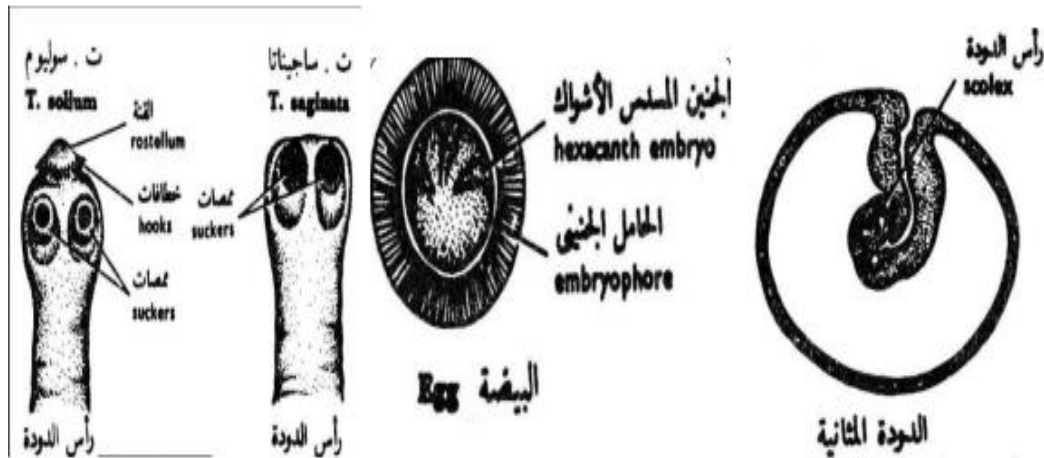 ت . سوليوم
T. solium
القمة
rostellum
خطافات
hooks
ممصات
suckers
رأس الدودة
ت . ساجيناتا
T. saginata
ممصات
suckers
رأس الدودة
الجنين المسدس الأشواك
hexacanth embryo
الحامل الجنيني
embryophore
البيضة Egg
رأس الدودة
scolex
الدودة المثانية